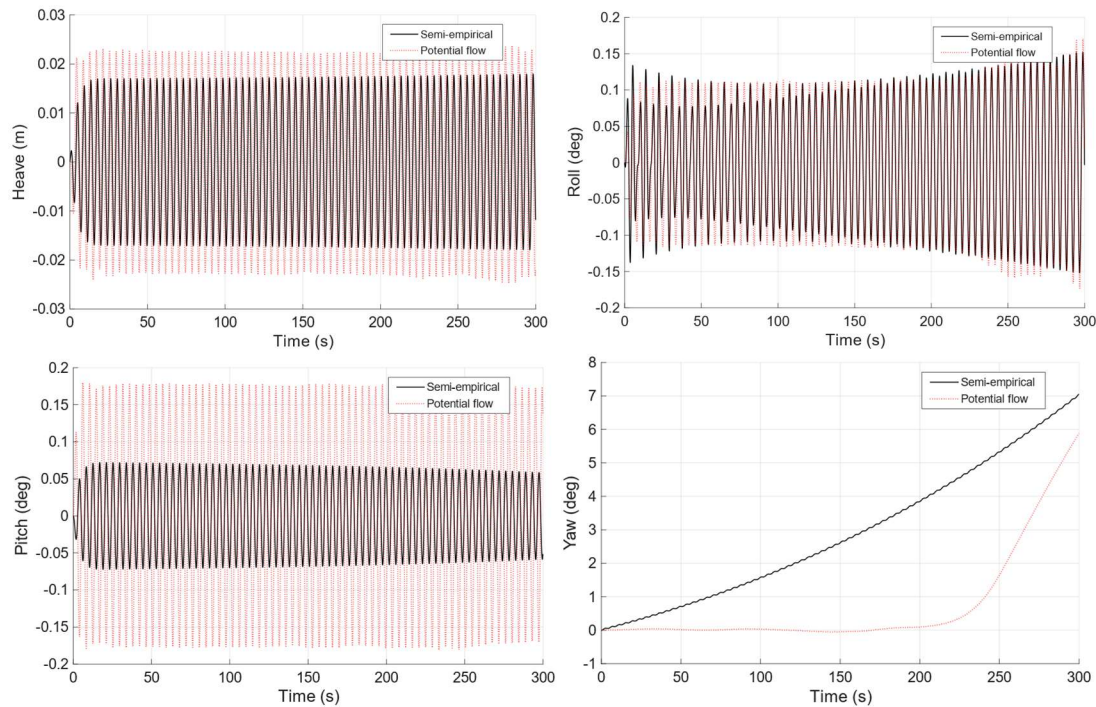 0.03
0.02
0.01
0
-0.01
-0.02
-0.03
Heave (m)
Semi-empirical
Potential flow
0 50 100 150 200 250 300
Time (s)
0.2
0.15
0.1
0.05
0
-0.05
-0.1
-0.15
-0.2
Roll (deg)
Semi-empirical
Potential flow
0 50 100 150 200 250 300
Time (s)
0.2
0.15
0.1
0.05
0
-0.05
-0.1
-0.15
-0.2
Pitch (deg)
Semi-empirical
Potential flow
0 50 100 150 200 250 300
Time (s)
8
7
6
5
4
3
2
1
0
-1
Yaw (deg)
Semi-empirical
Potential flow
0 50 100 150 200 250 300
Time (s)